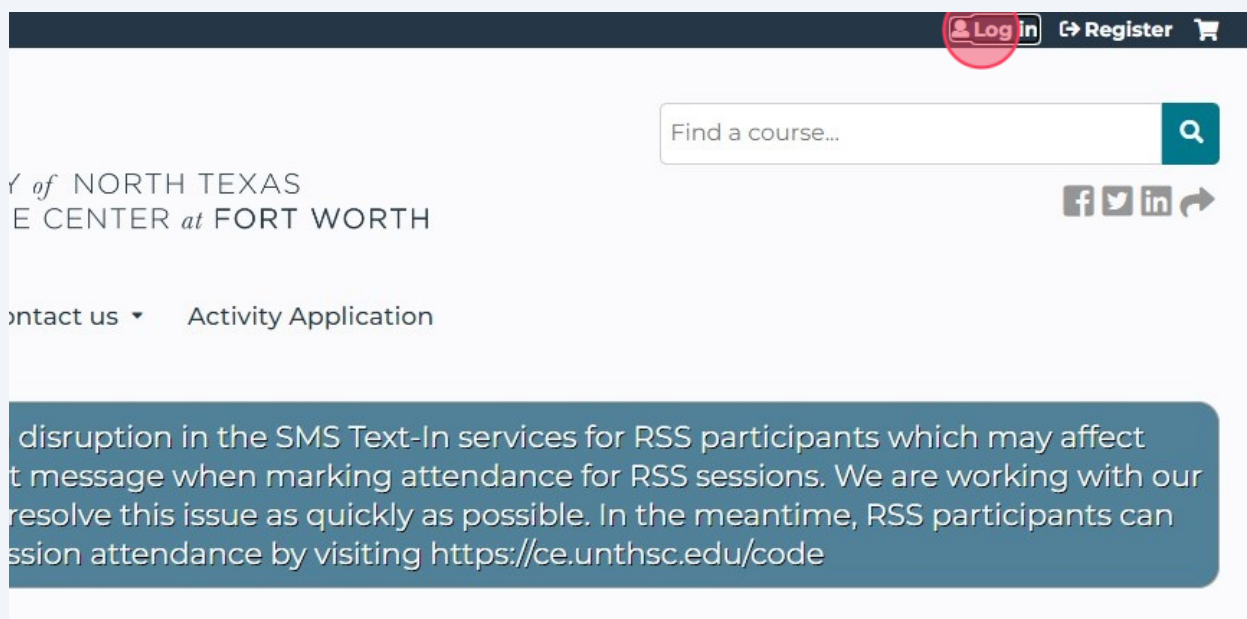 Log in Register
Find a course...
Y of NORTH TEXAS
E CENTER at FORT WORTH
ontact us Activity Application
disruption in the SMS Text-In services for RSS participants which may affect
t message when marking attendance for RSS sessions. We are working with our
resolve this issue as quickly as possible. In the meantime, RSS participants can
ssion attendance by visiting https://ce.unthsc.edu/code